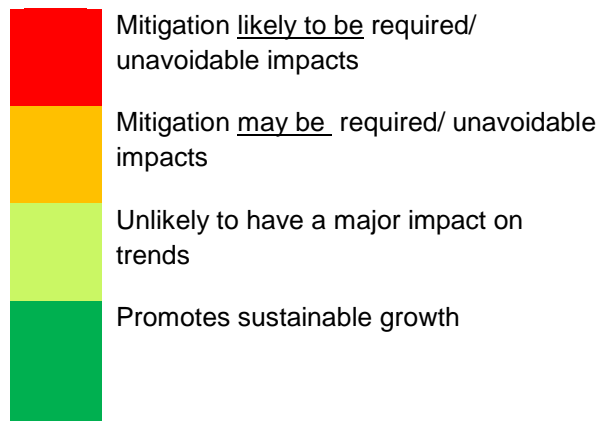 Mitigation likely to be required/
unavoidable impacts
Mitigation may be  required/ unavoidable
impacts
Unlikely to have a major impact on
trends
Promotes sustainable growth